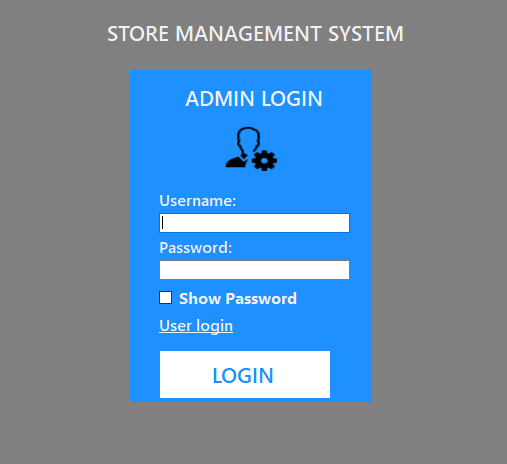 STORE MANAGEMENT SYSTEM
ADMIN LOGIN
Username:
Password:
Show Password
User login
LOGIN